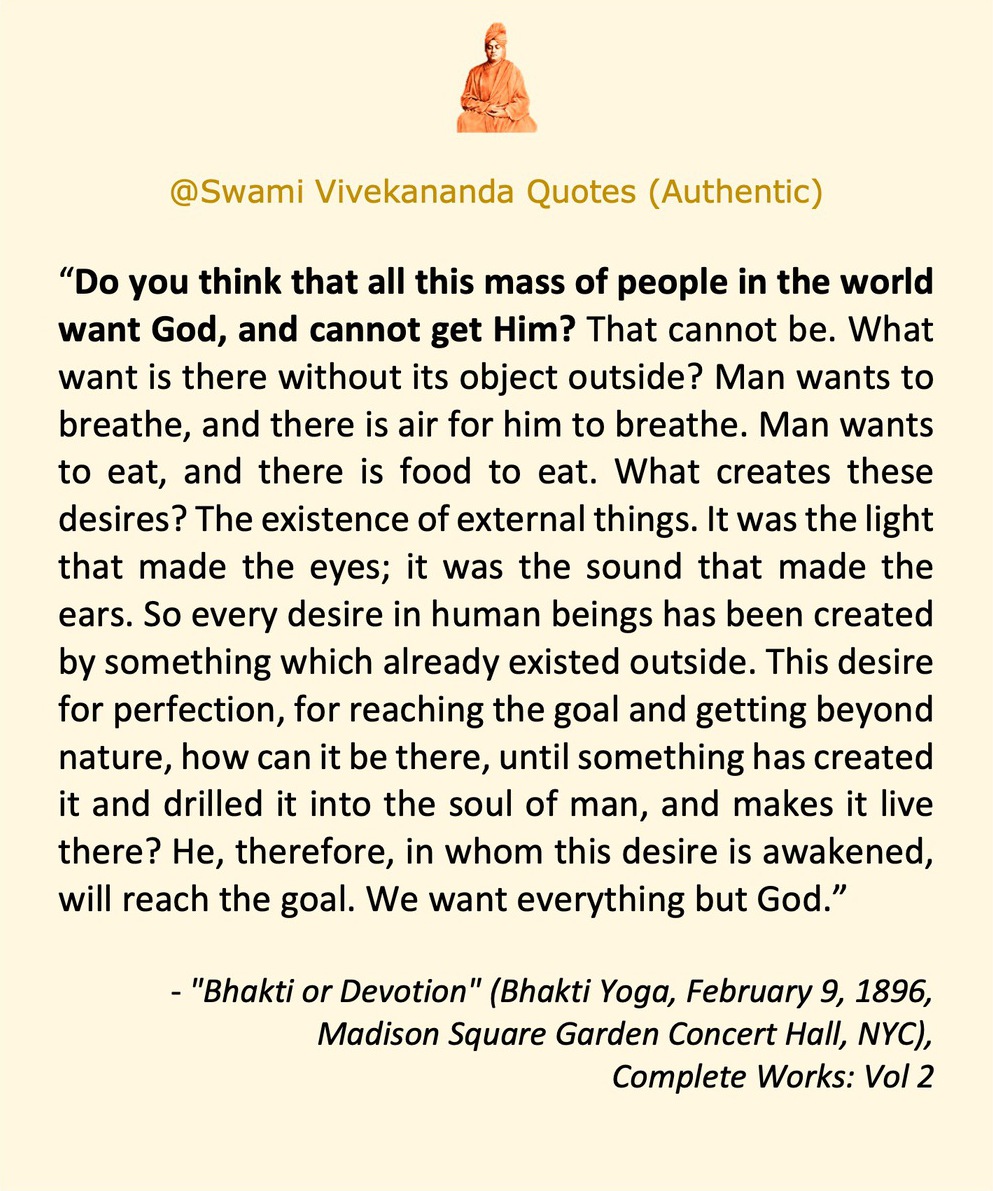 @Swami Vivekananda Quotes (Authentic)
“Do you think that all this mass of people in the world
want God, and cannot get Him? That cannot be. What
want is there without its object outside? Man wants to
breathe, and there is air for him to breathe. Man wants
to eat, and there is food to eat. What creates these
desires? The existence of external things. It was the light
that made the eyes; it was the sound that made the
ears. So every desire in human beings has been created
by something which already existed outside. This desire
for perfection, for reaching the goal and getting beyond
nature, how can it be there, until something has created
it and drilled it into the soul of man, and makes it live
there? He, therefore, in whom this desire is awakened,
will reach the goal. We want everything but God.”
- "Bhakti or Devotion" (Bhakti Yoga, February 9, 1896,
Madison Square Garden Concert Hall, NYC),
Complete Works: Vol 2